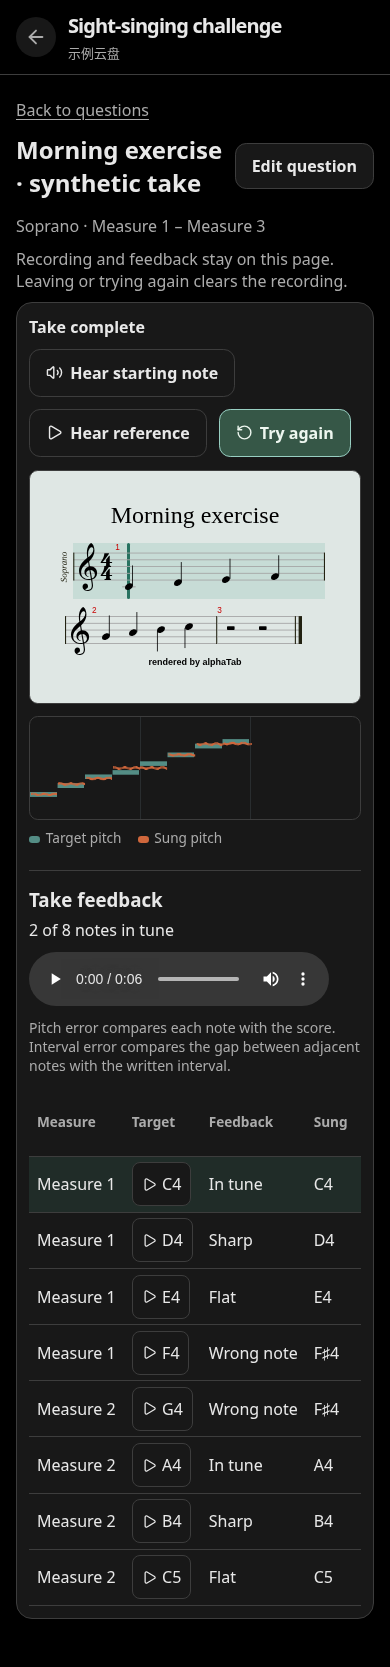 Sight-singing challenge
示例云盘
Back to questions
Morning exercise
· synthetic take
Edit question
Soprano · Measure 1 – Measure 3
Recording and feedback stay on this page.
Leaving or trying again clears the recording.
Take complete
Hear starting note
Hear reference
Try again
Morning exercise
Soprano
1
4
4
2
3
rendered by alphaTab
Target pitch
Sung pitch
Take feedback
2 of 8 notes in tune
0:00 / 0:06
Pitch error compares each note with the score.
Interval error compares the gap between adjacent
notes with the written interval.
Measure Target Feedback Sung
Measure 1 C4 In tune C4
Measure 1 D4 Sharp D4
Measure 1 E4 Flat E4
Measure 1 F4 Wrong note F♯4
Measure 2 G4 Wrong note F♯4
Measure 2 A4 In tune A4
Measure 2 B4 Sharp B4
Measure 2 C5 Flat C5